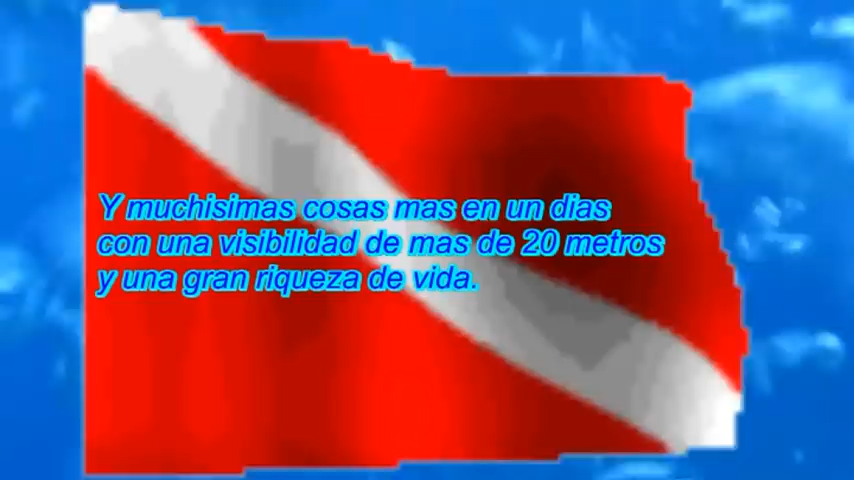 Y muchisimas cosas mas en un dias
con una visibilidad de mas de 20 metros
y una gran riqueza de vida.